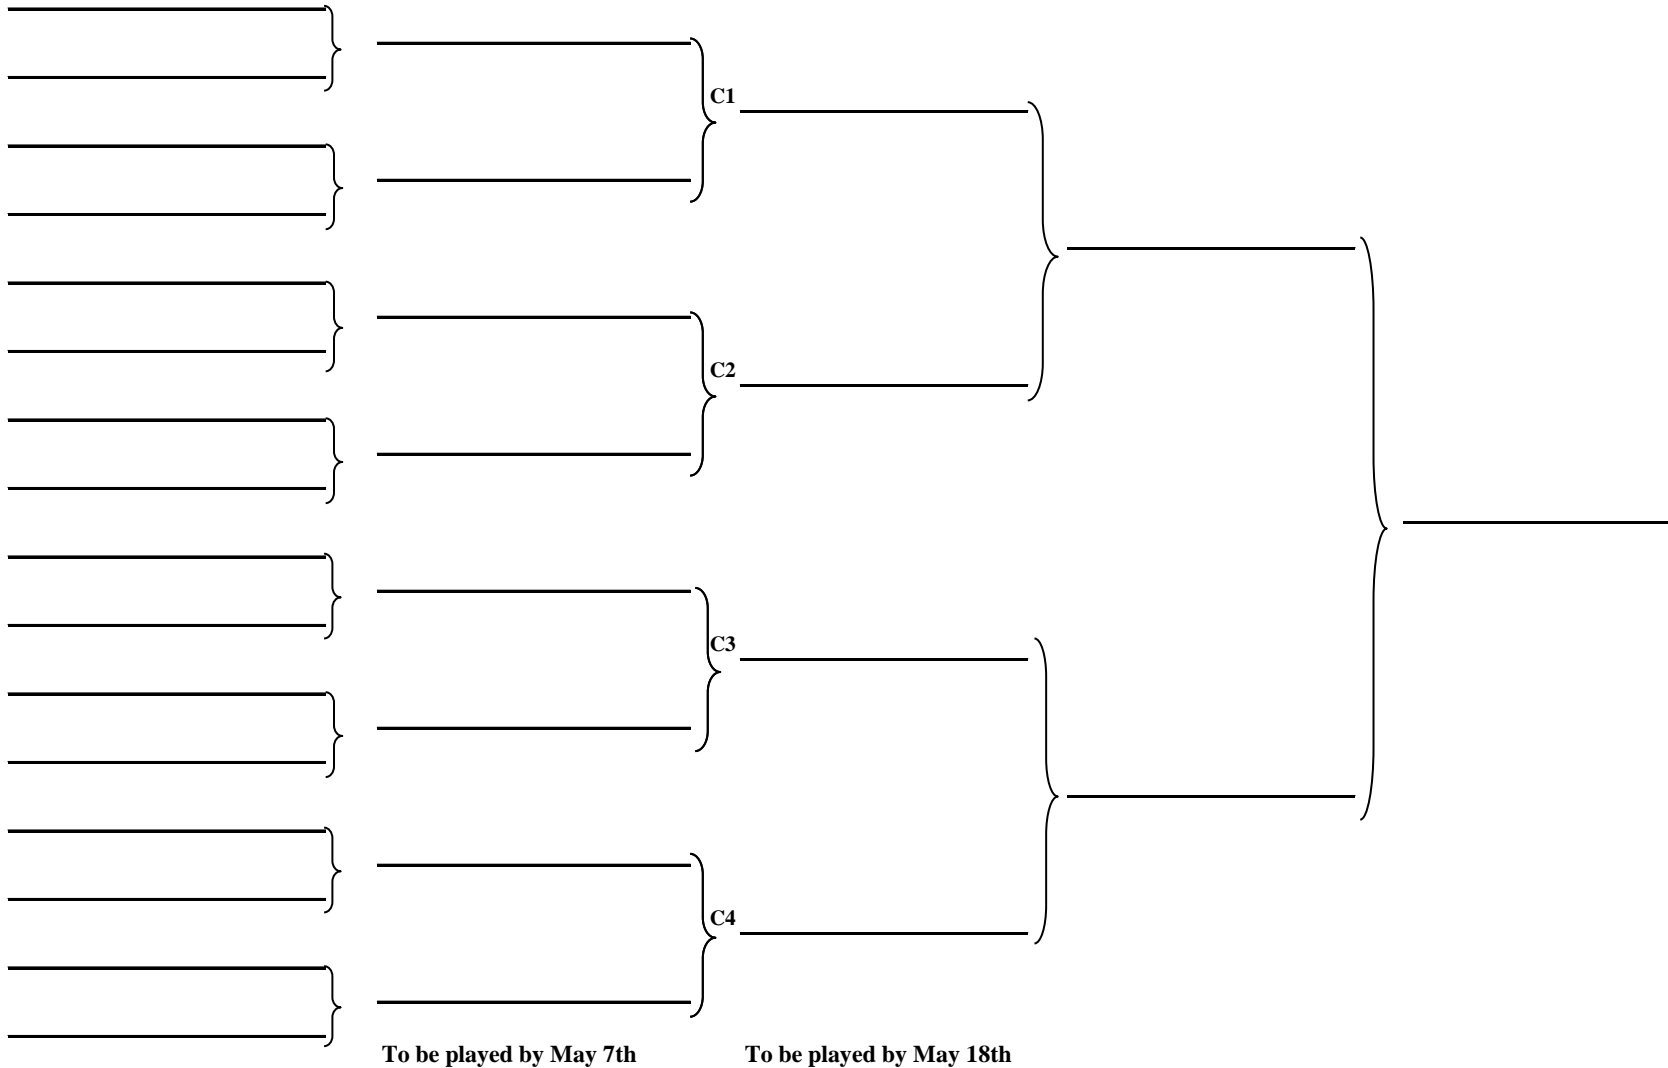 C1
C2
C3
C4
To be played by May 7th
To be played by May 18th